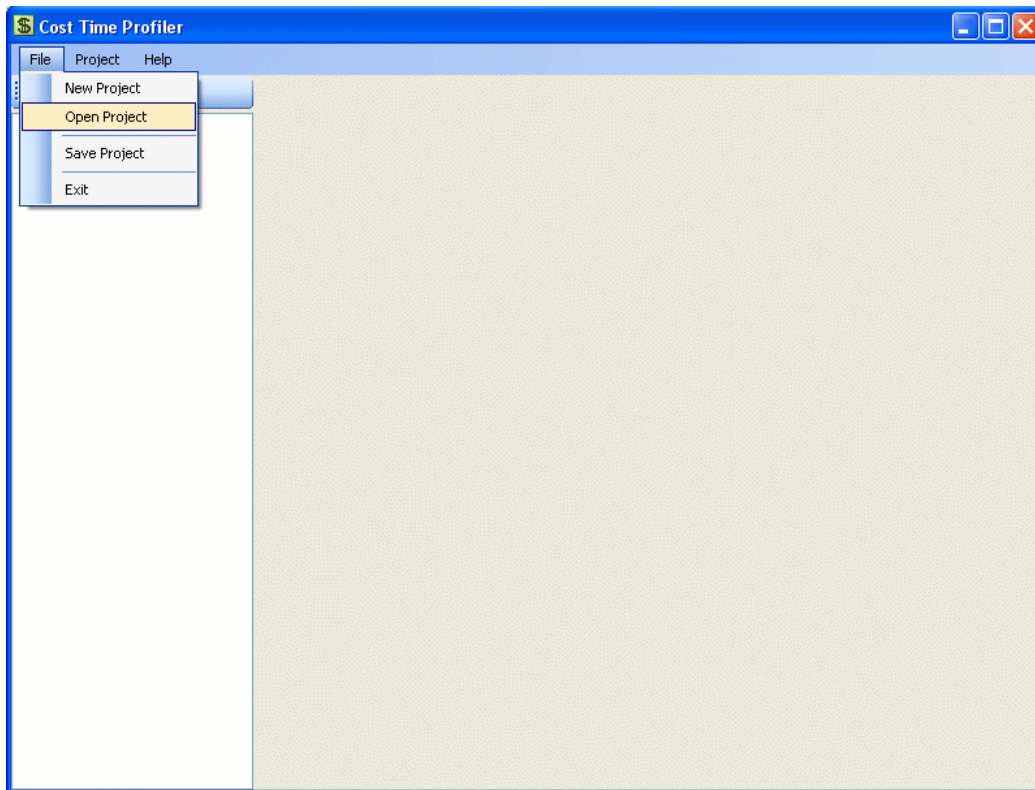 Cost Time Profiler
File Project Help
New Project
Open Project
Save Project
Exit